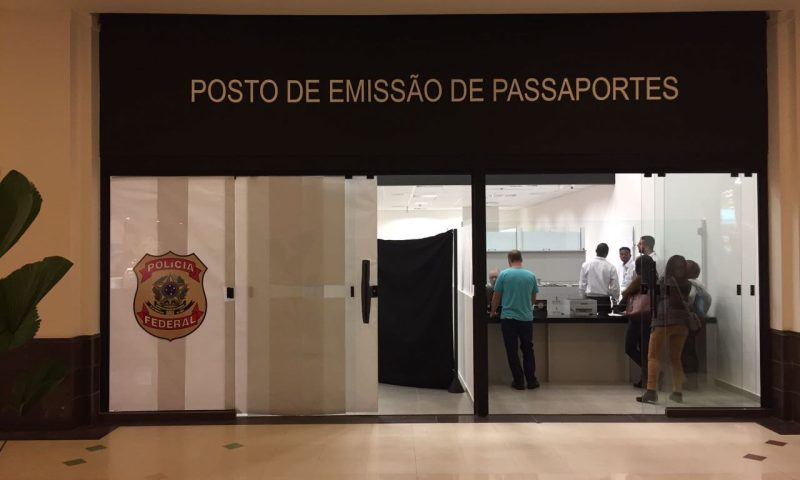 POSTO DE EMISSÃO DE PASSAPORTES
POLÍCIA
FEDERAL